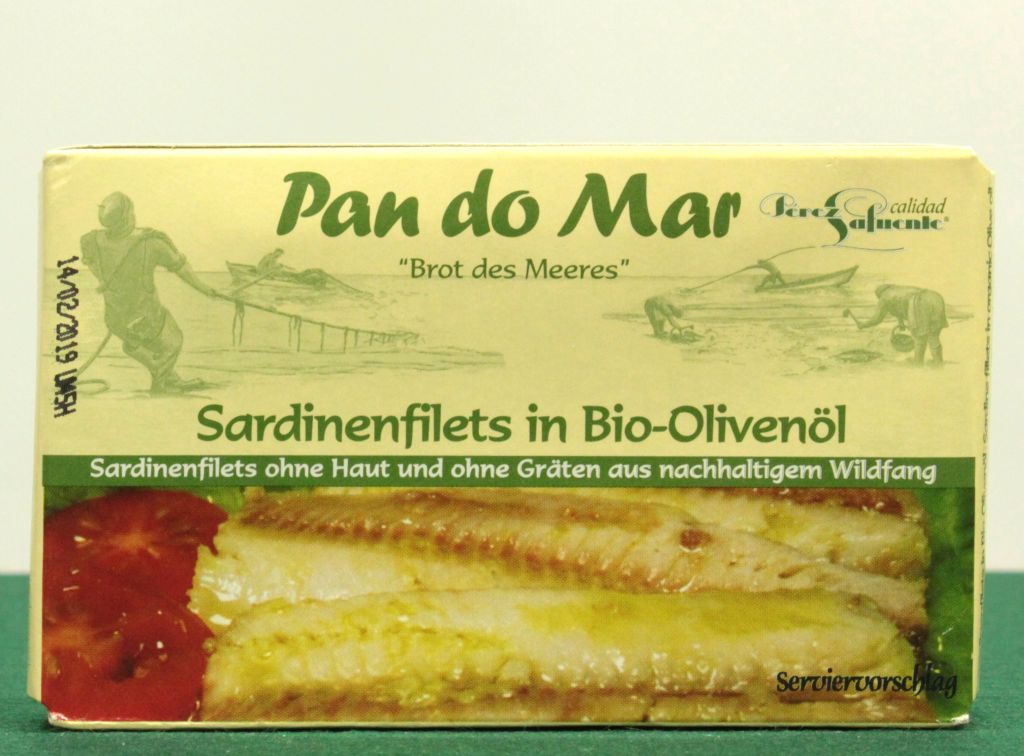 Pan do Mar
calidad
Pérez Lafuente®
"Brot des Meeres"
14/02/2019
Sardinenfilets in Bio-Olivenöl
Sardinenfilets ohne Haut und ohne Gräten aus nachhaltigem Wildfang
Serviervorschlag